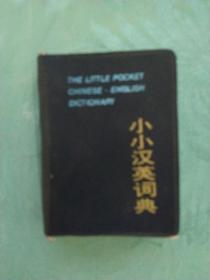 THE LITTLE POCKET
CHINESE - ENGLISH
DICTIONARY
小小汉英词典